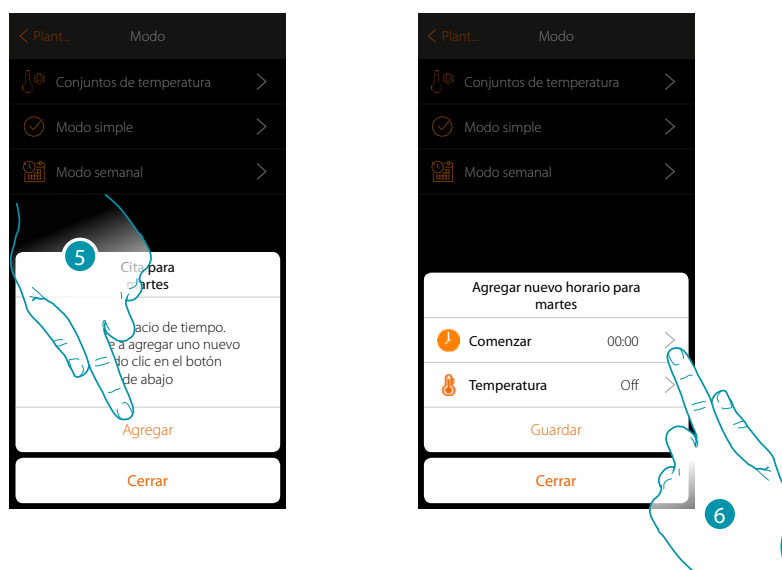 < Plant... Modo
Conjuntos de temperatura
Modo simple
Modo semanal
5
Cita para
martes
acio de tiempo.
a agregar uno nuevo
do clic en el botón
de abajo
Agregar
Cerrar
< Plant... Modo
Conjuntos de temperatura
Modo simple
Modo semanal
Agregar nuevo horario para
martes
Comenzar 00:00
Temperatura Off
Guardar
Cerrar
6